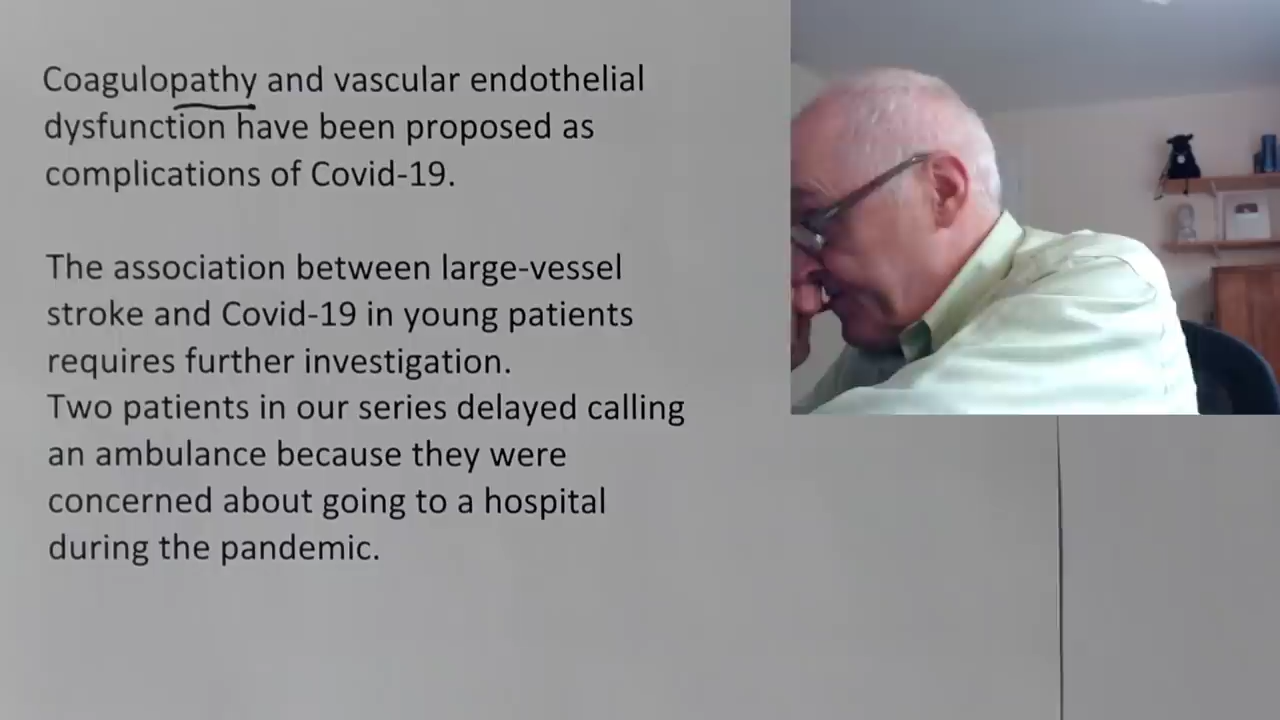 Coagulopathy and vascular endothelial
dysfunction have been proposed as
complications of Covid-19.
The association between large-vessel
stroke and Covid-19 in young patients
requires further investigation.
Two patients in our series delayed calling
an ambulance because they were
concerned about going to a hospital
during the pandemic.